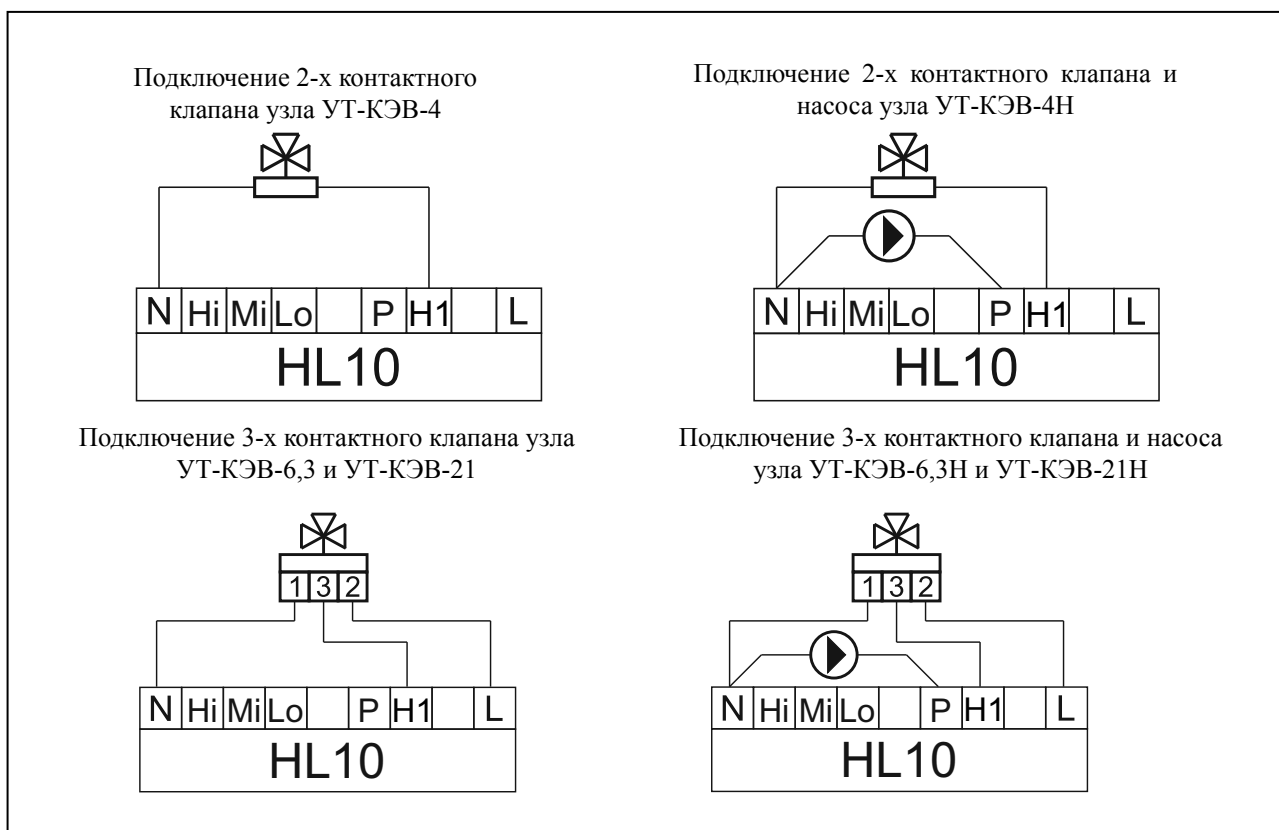 Подключение 2-х контактного
клапана узла УТ-КЭВ-4
N Hi Mi Lo P H1 L
HL10
Подключение 2-х контактного клапана и
насоса узла УТ-КЭВ-4Н
N Hi Mi Lo P H1 L
HL10
Подключение 3-х контактного клапана узла
УТ-КЭВ-6,3 и УТ-КЭВ-21
1 3 2
N Hi Mi Lo P H1 L
HL10
Подключение 3-х контактного клапана и насоса
узла УТ-КЭВ-6,3Н и УТ-КЭВ-21Н
1 3 2
N Hi Mi Lo P H1 L
HL10